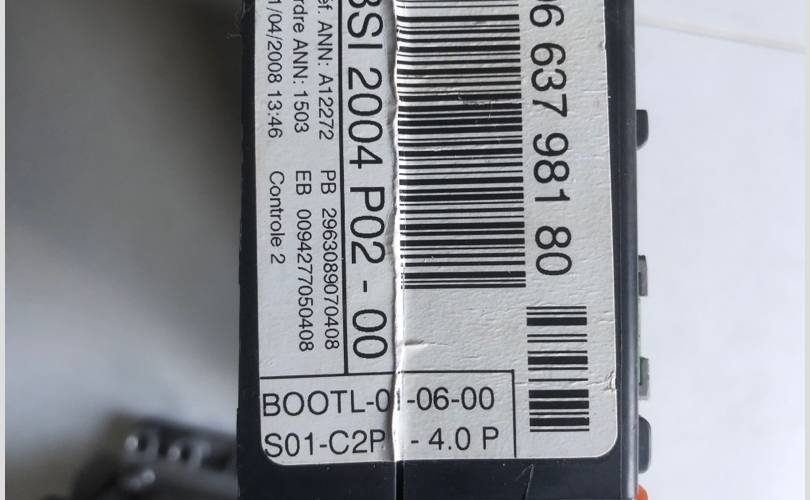 96 637 981 80
BSI 2004 P02 - 00
éf. ANN: A12272 PB 2963089070408
rdre ANN: 1503 EB 0094277050408
1/04/2008 13:46 Controle 2
BOOTL-01-06-00
S01-C2P - 4.0 P